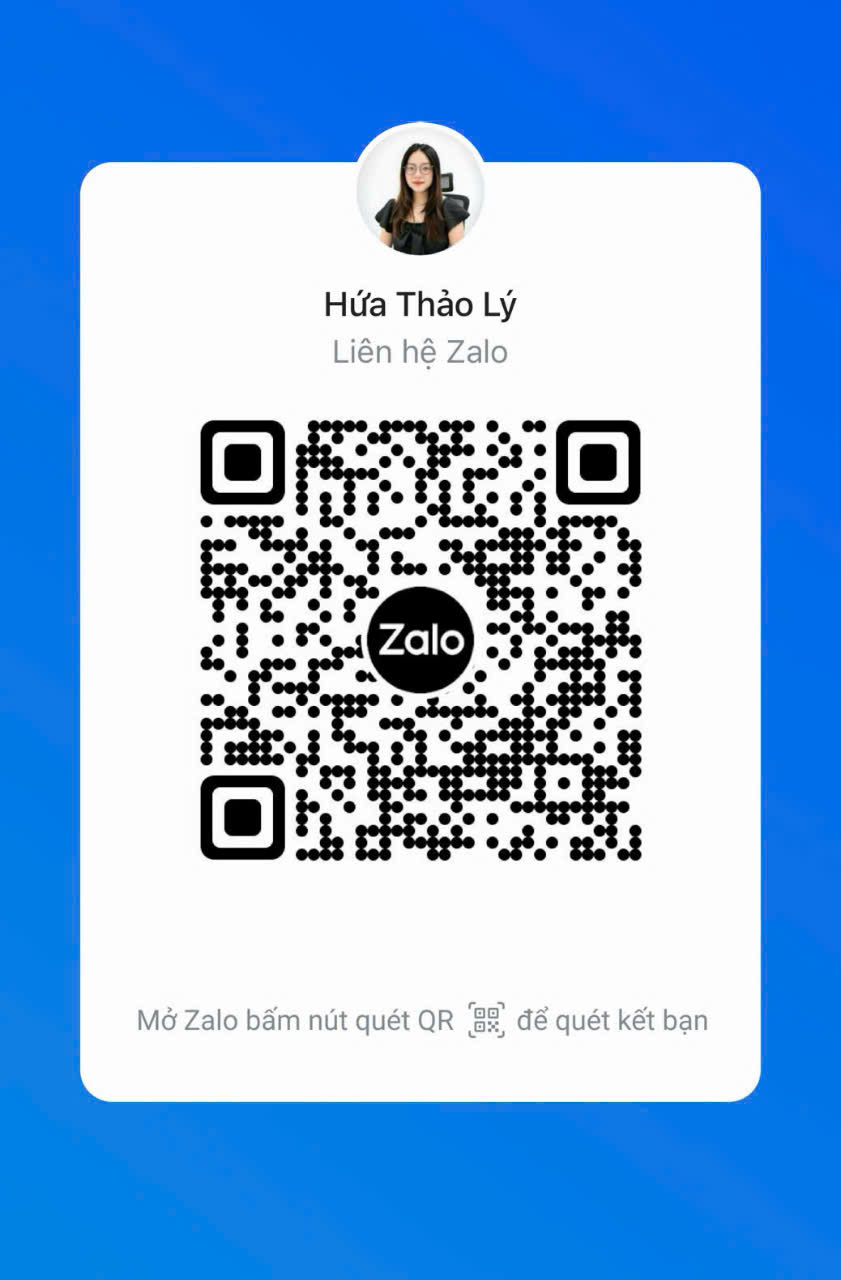 Hứa Thảo Lý
Liên hệ Zalo
Zalo
Mở Zalo bấm nút quét QR để quét kết bạn